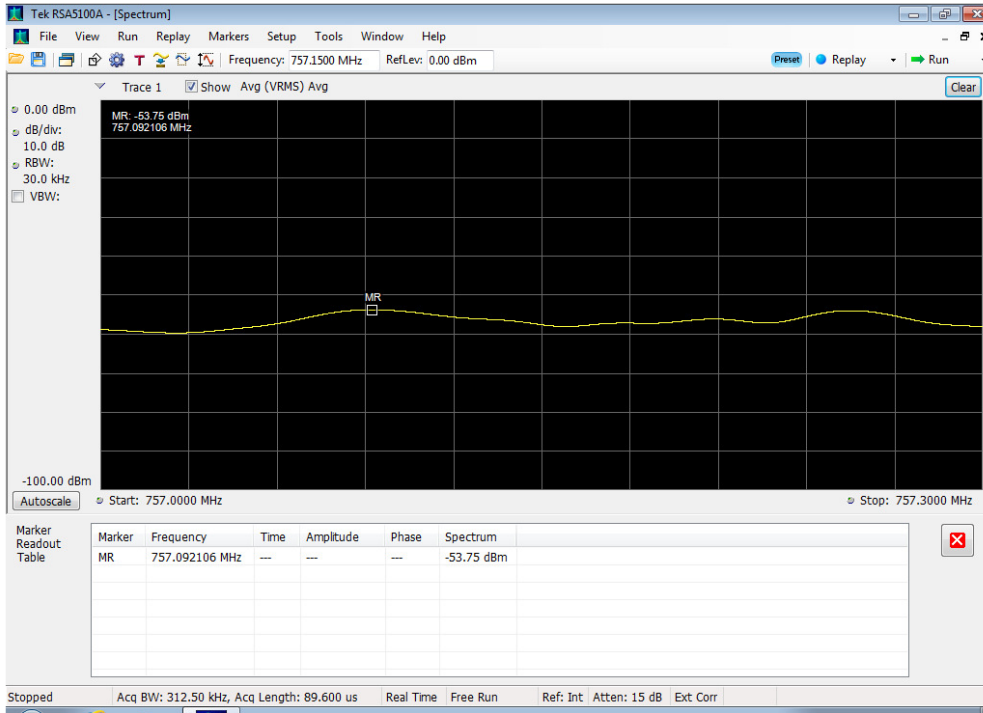 Tek RSA5100A - [Spectrum]
File View Run Replay Markers Setup Tools Window Help
T Frequency: 757.1500 MHz RefLev: 0.00 dBm Preset Replay Run
Trace 1 Show Avg (VRMS) Avg Clear
0.00 dBm
MR: -53.75 dBm
757.092106 MHz
dB/div:
10.0 dB
RBW:
30.0 kHz
VBW:
MR
-100.00 dBm
Autoscale Start: 757.0000 MHz Stop: 757.3000 MHz
Marker Readout Table
Marker Frequency Time Amplitude Phase Spectrum
MR 757.092106 MHz --- --- --- -53.75 dBm
Stopped Acq BW: 312.50 kHz, Acq Length: 89.600 us Real Time Free Run Ref: Int Atten: 15 dB Ext Corr